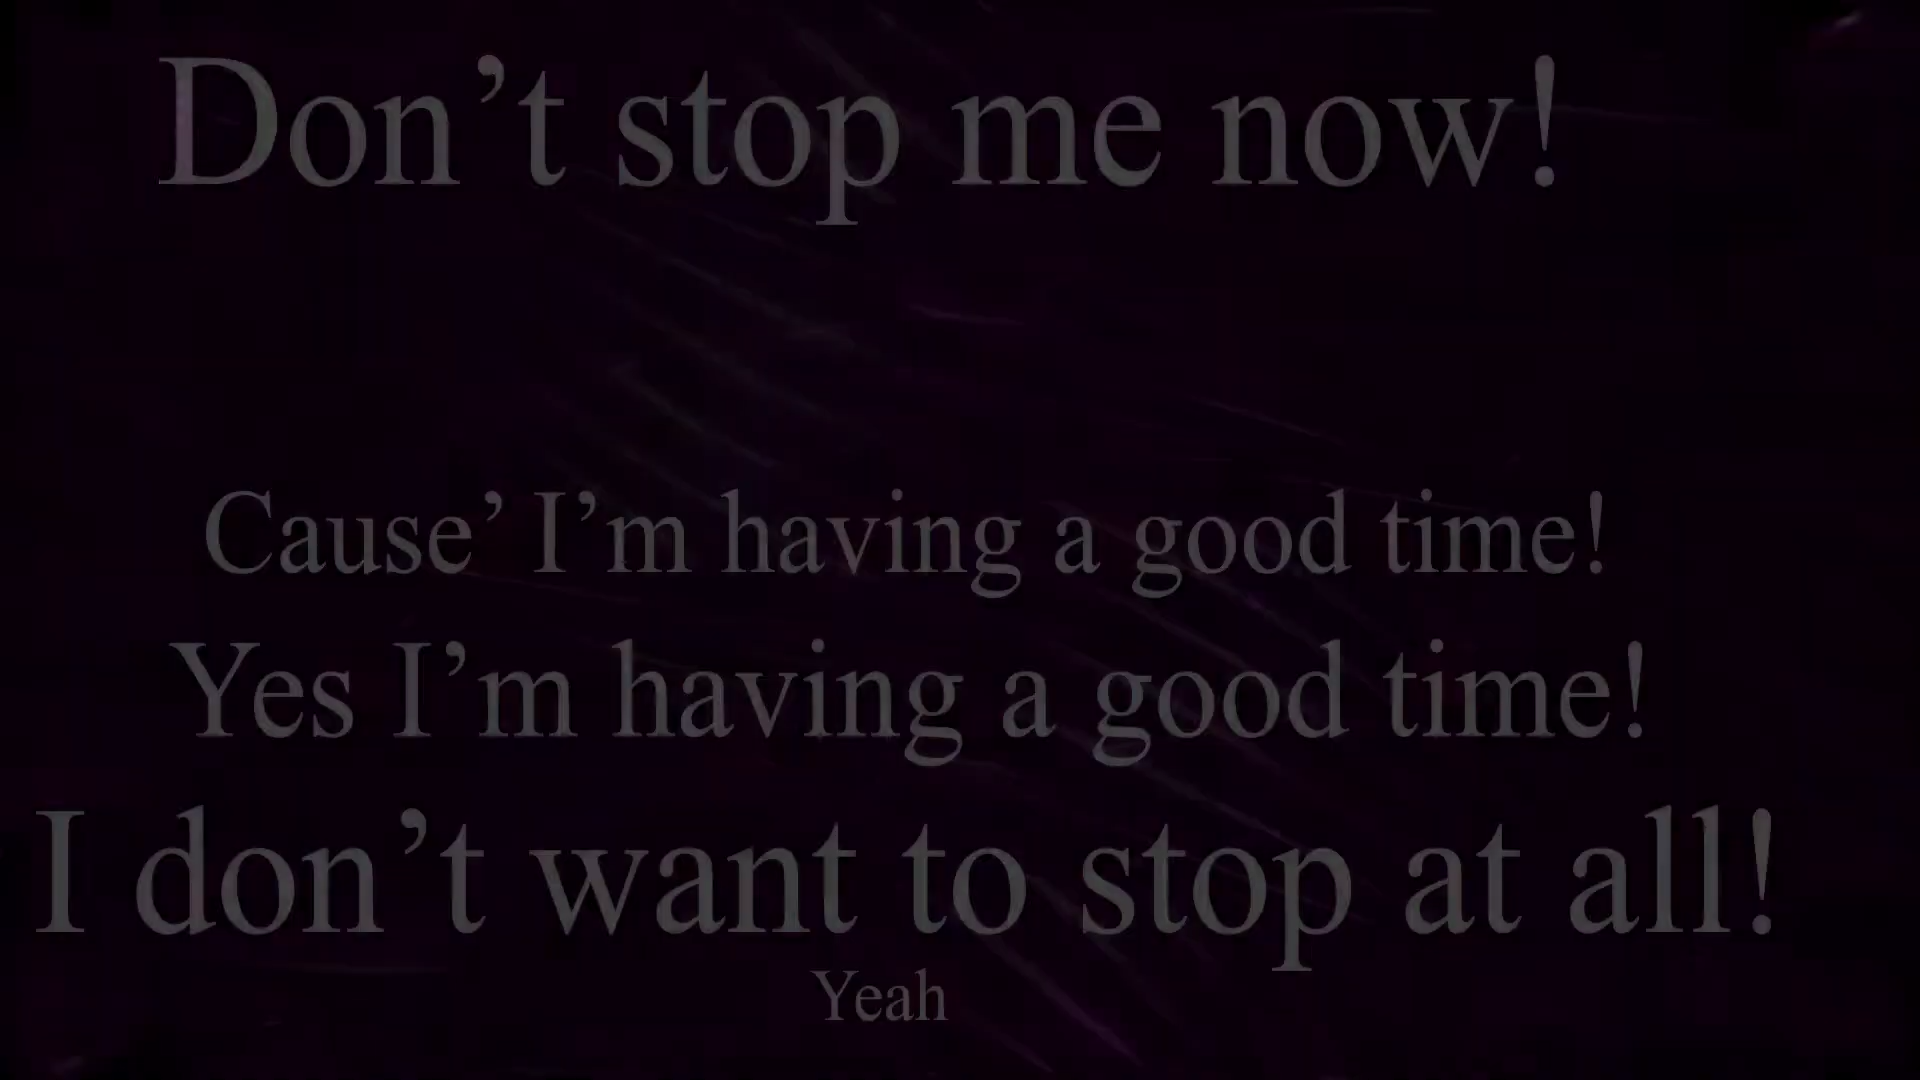 Don’t stop me now!
Cause’ I’m having a good time!
Yes I’m having a good time!
I don’t want to stop at all!
Yeah